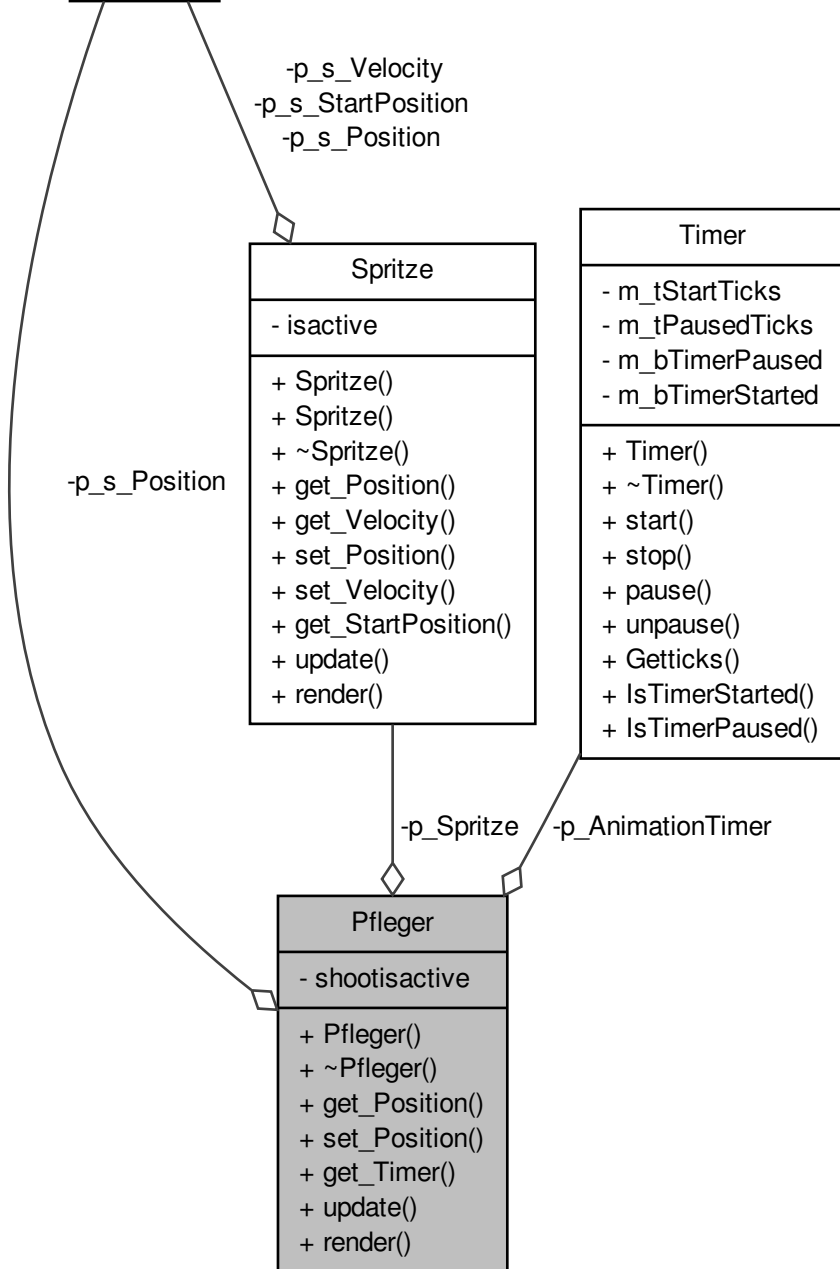 -p_s_Velocity
-p_s_StartPosition
-p_s_Position
Spritze
- isactive
+ Spritze()
+ Spritze()
+ ~Spritze()
+ get_Position()
+ get_Velocity()
+ set_Position()
+ set_Velocity()
+ get_StartPosition()
+ update()
+ render()
Timer
- m_tStartTicks
- m_tPausedTicks
- m_bTimerPaused
- m_bTimerStarted
+ Timer()
+ ~Timer()
+ start()
+ stop()
+ pause()
+ unpause()
+ Getticks()
+ IsTimerStarted()
+ IsTimerPaused()
-p_s_Position
-p_Spritze
-p_AnimationTimer
Pfleger
- shootisactive
+ Pfleger()
+ ~Pfleger()
+ get_Position()
+ set_Position()
+ get_Timer()
+ update()
+ render()